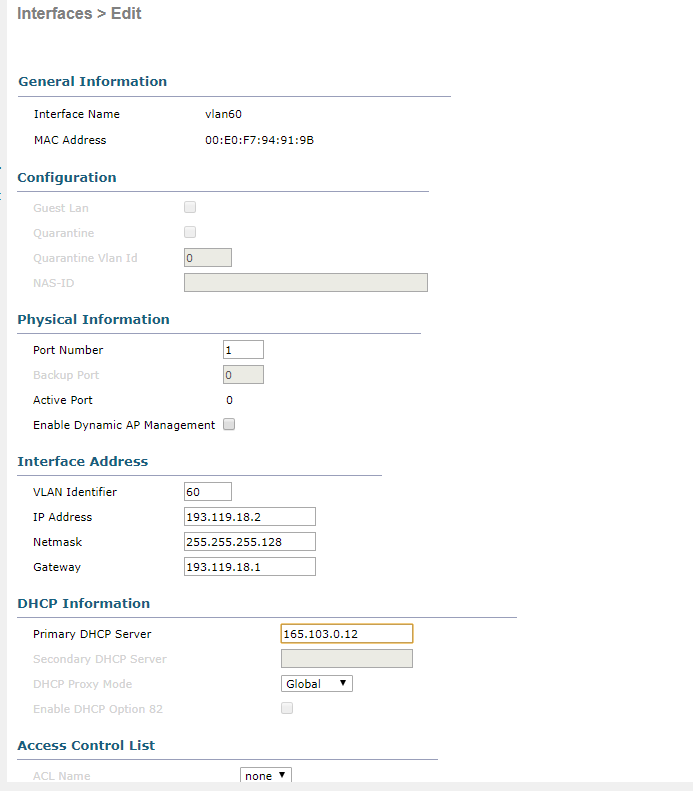 Interfaces > Edit
General Information
Interface Name vlan60
MAC Address 00:E0:F7:94:91:9B
Configuration
Guest Lan
Quarantine
Quarantine Vlan Id 0
NAS-ID
Physical Information
Port Number 1
Backup Port 0
Active Port 0
Enable Dynamic AP Management
Interface Address
VLAN Identifier 60
IP Address 193.119.18.2
Netmask 255.255.255.128
Gateway 193.119.18.1
DHCP Information
Primary DHCP Server 165.103.0.12
Secondary DHCP Server
DHCP Proxy Mode Global
Enable DHCP Option 82
Access Control List
ACL Name none